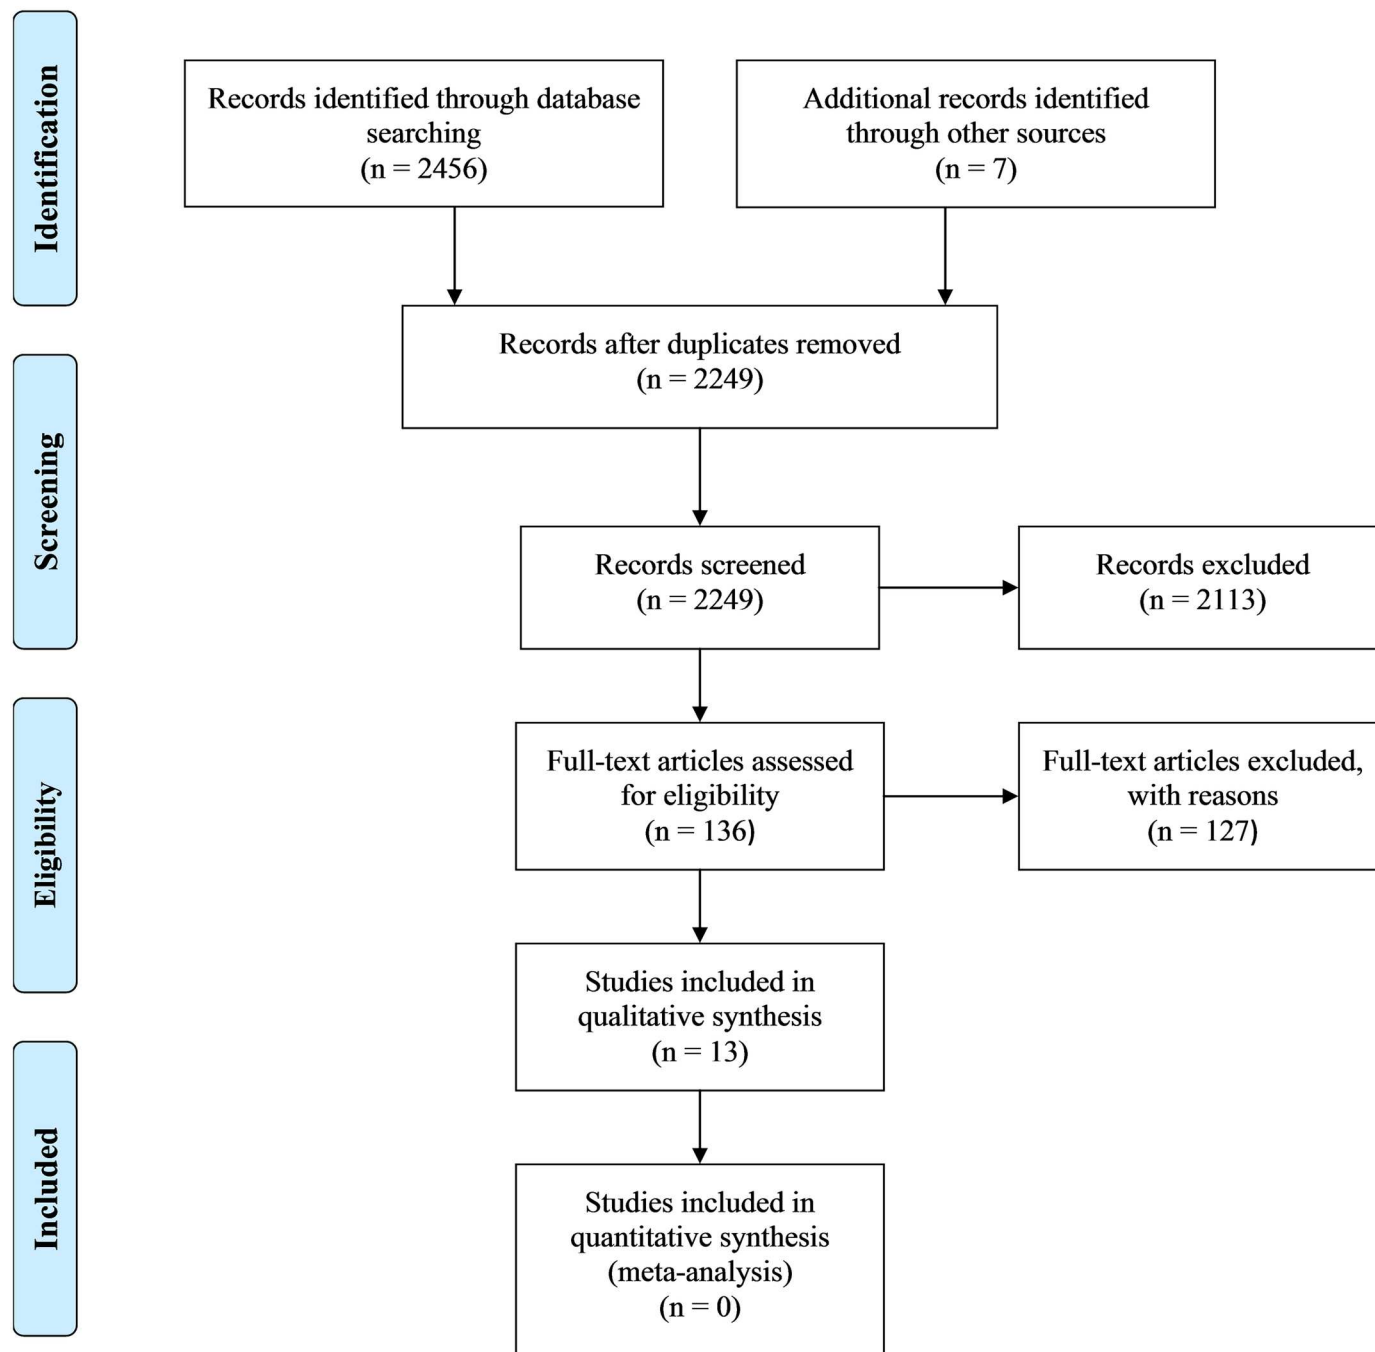 Identification
Records identified through database
searching
(n = 2456)
Additional records identified
through other sources
(n = 7)
Records after duplicates removed
(n = 2249)
Screening
Records screened
(n = 2249)
Records excluded
(n = 2113)
Eligibility
Full-text articles assessed
for eligibility
(n = 136)
Full-text articles excluded,
with reasons
(n = 127)
Studies included in
qualitative synthesis
(n = 13)
Included
Studies included in
quantitative synthesis
(meta-analysis)
(n = 0)